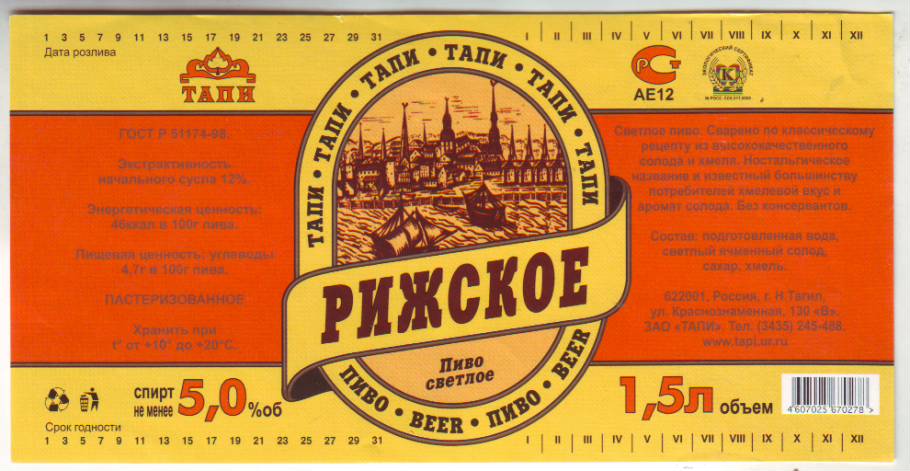 1 3 5 7 9 11 13 15 17 19 21 23 25 27 29 31
Дата розлива
ТАПИ
ГОСТ Р 51174-98.
Экстрактивность
начального сусла 12%.
Энергетическая ценность:
46ккал в 100г пива.
Пищевая ценность: углеводы
4,7г в 100г пива.
ПАСТЕРИЗОВАННОЕ
Хранить при
t° от +10° до +20°С.
спирт
не менее 5,0 %об
Срок годности
1 3 5 7 9 11 13 15 17 19 21 23 25 27 29 31
ТАПИ • ТАПИ • ТАПИ • ТАПИ • ТАПИ • ТАПИ
РИЖСКОЕ
Пиво
светлое
ПИВО • BEER • ПИВО • BEER
I II III IV V VI VII VIII IX X XI XII
РСТ
АЕ12
ЭКОЛОГИЧЕСКИЙ СЕРТИФИКАТ
К
Светлое пиво. Сварено по классическому
рецепту из высококачественного
солода и хмеля. Ностальгическое
название и известный большинству
потребителей хмелевой вкус и
аромат солода. Без консервантов.
Состав: подготовленная вода,
светлый ячменный солод,
сахар, хмель.
622001, Россия, г. Н.Тагил,
ул. Краснознаменная, 130 «В».
ЗАО «ТАПИ». Тел. (3435) 245-488.
www.tapi.ur.ru
1,5л объем
4 607025 670278 >
I II III IV V VI VII VIII IX X XI XII